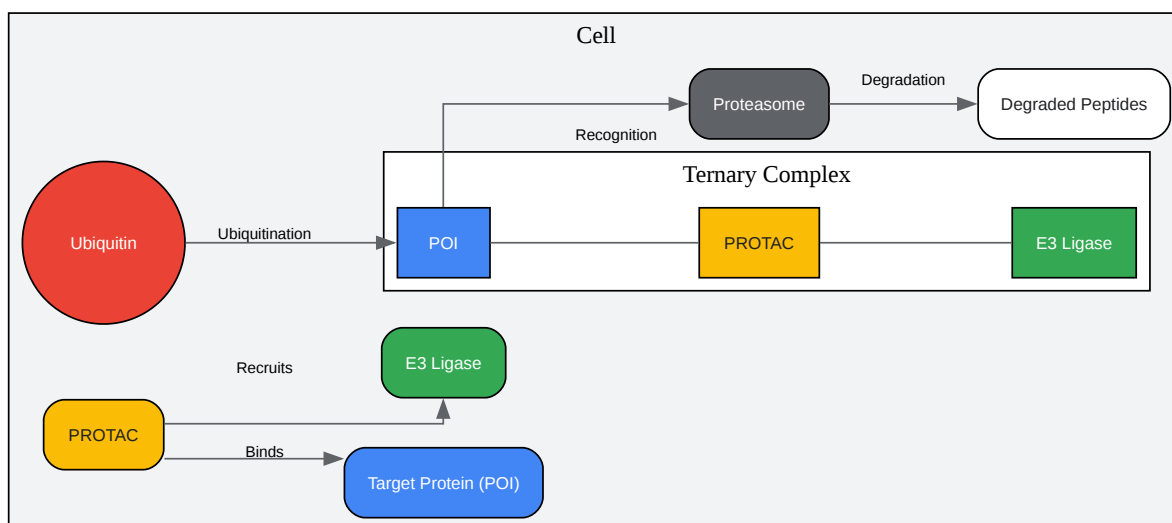 Cell
Degradation
Proteasome
Degraded Peptides
Recognition
Ternary Complex
Ubiquitin
Ubiquitination
POI
PROTAC
E3 Ligase
E3 Ligase
Recruits
PROTAC
Binds
Target Protein (POI)